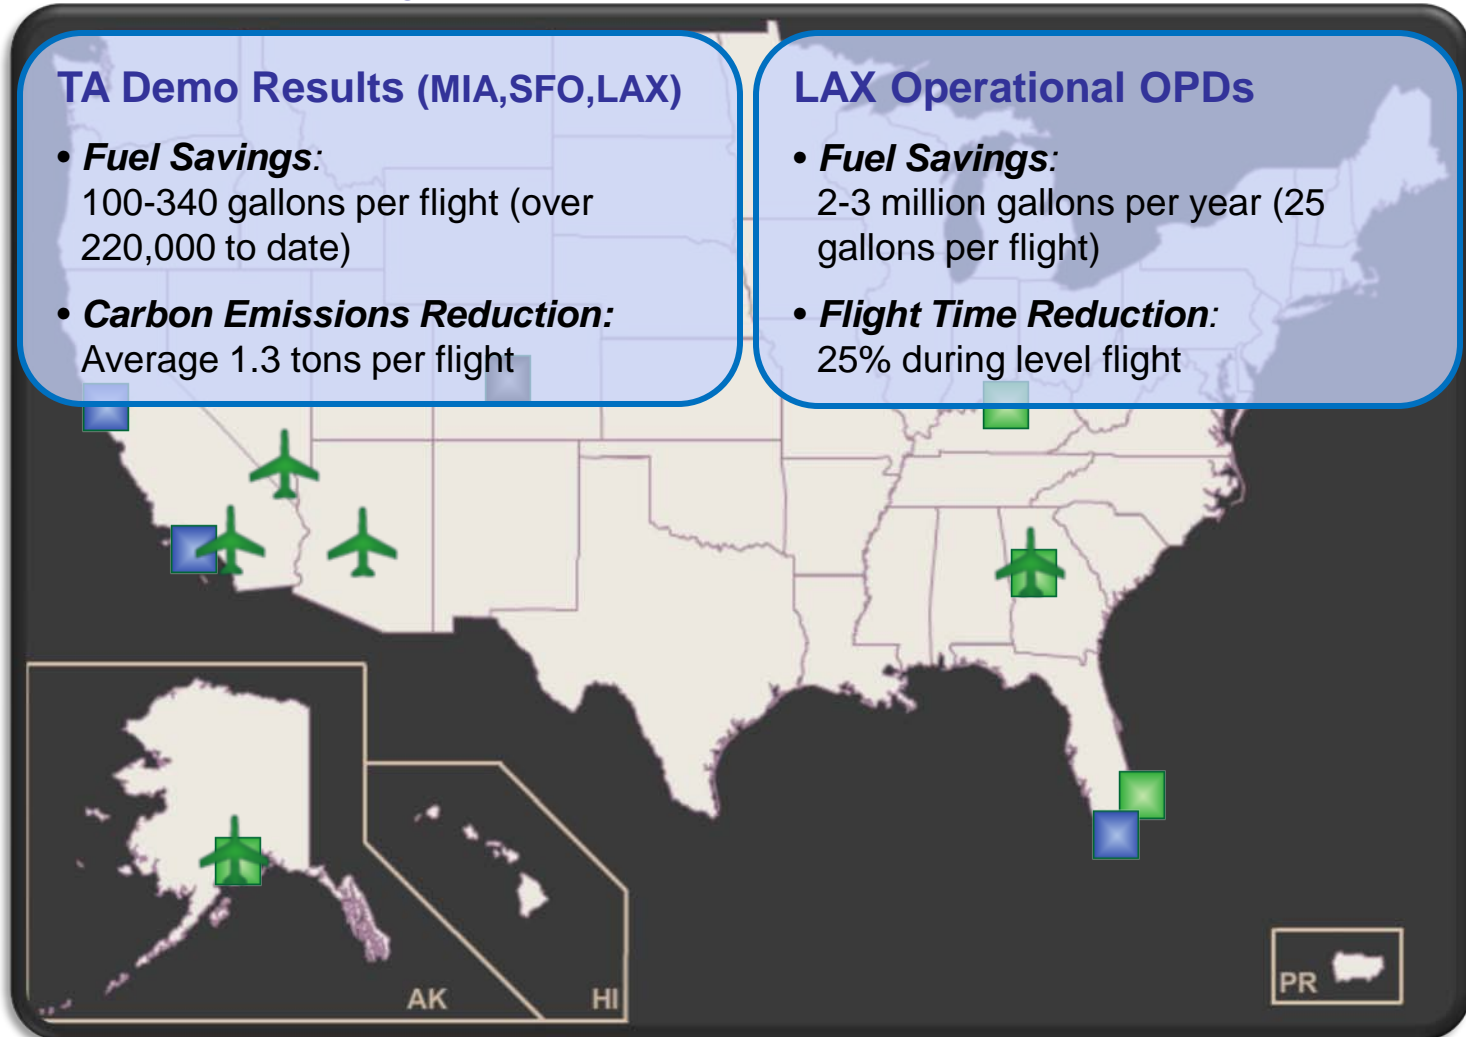 TA Demo Results (MIA,SFO,LAX)
• Fuel Savings:
100-340 gallons per flight (over
220,000 to date)
• Carbon Emissions Reduction:
Average 1.3 tons per flight
LAX Operational OPDs
• Fuel Savings:
2-3 million gallons per year (25
gallons per flight)
• Flight Time Reduction:
25% during level flight
AK
HI
PR